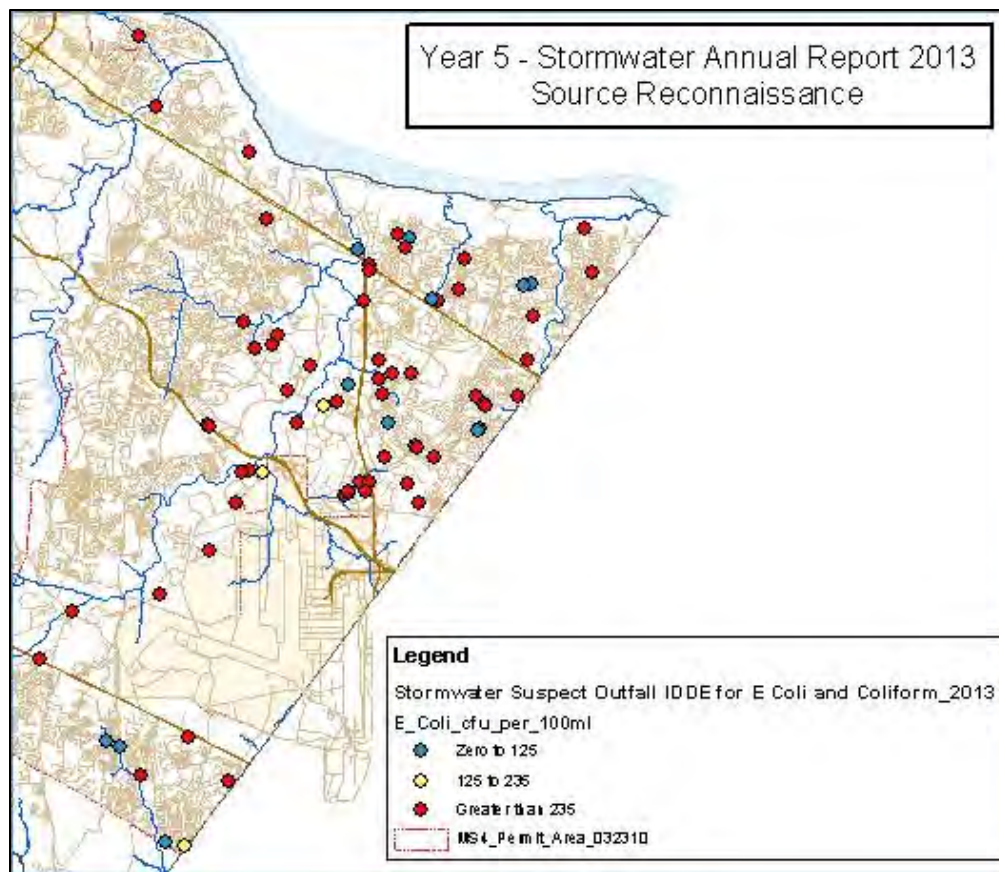 Year 5 - Stormwater Annual Report 2013
Source Reconnaissance
Legend
Stormwater Suspect Outfall IDDE for E Coli and Coliform_2013
E_Coli_cfu_per_100ml
Zero to 125
125 to 235
Greater than 235
MS4_Permit_Area_032310